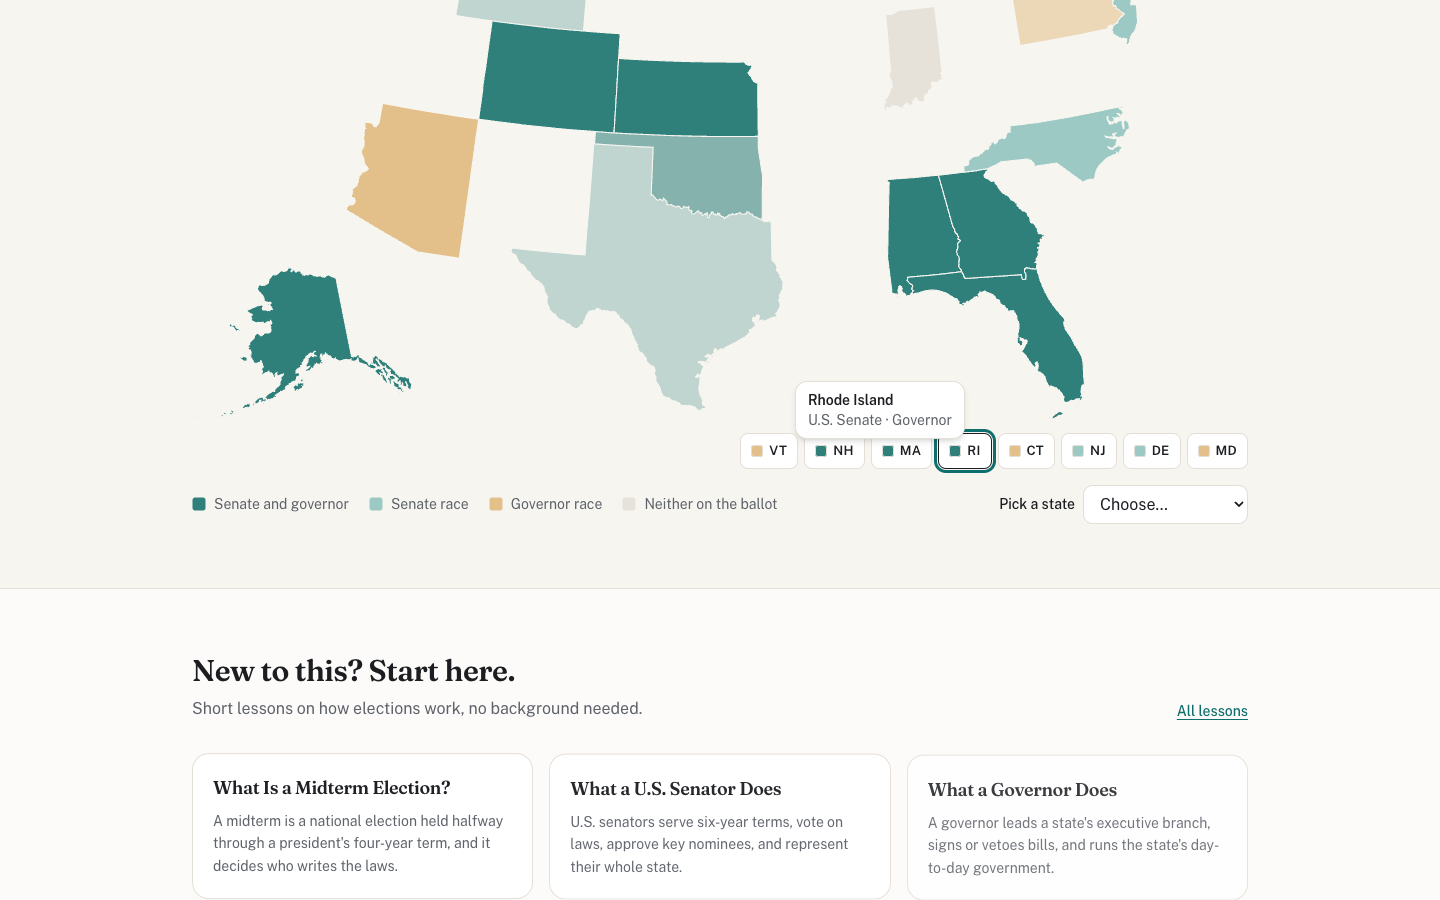 Rhode Island
U.S. Senate · Governor
VT NH MA RI CT NJ DE MD
Senate and governor Senate race Governor race Neither on the ballot Pick a state Choose...
New to this? Start here.
Short lessons on how elections work, no background needed.
All lessons
What Is a Midterm Election?
A midterm is a national election held halfway
through a president's four-year term, and it
decides who writes the laws.
What a U.S. Senator Does
U.S. senators serve six-year terms, vote on
laws, approve key nominees, and represent
their whole state.
What a Governor Does
A governor leads a state's executive branch,
signs or vetoes bills, and runs the state's day-
to-day government.